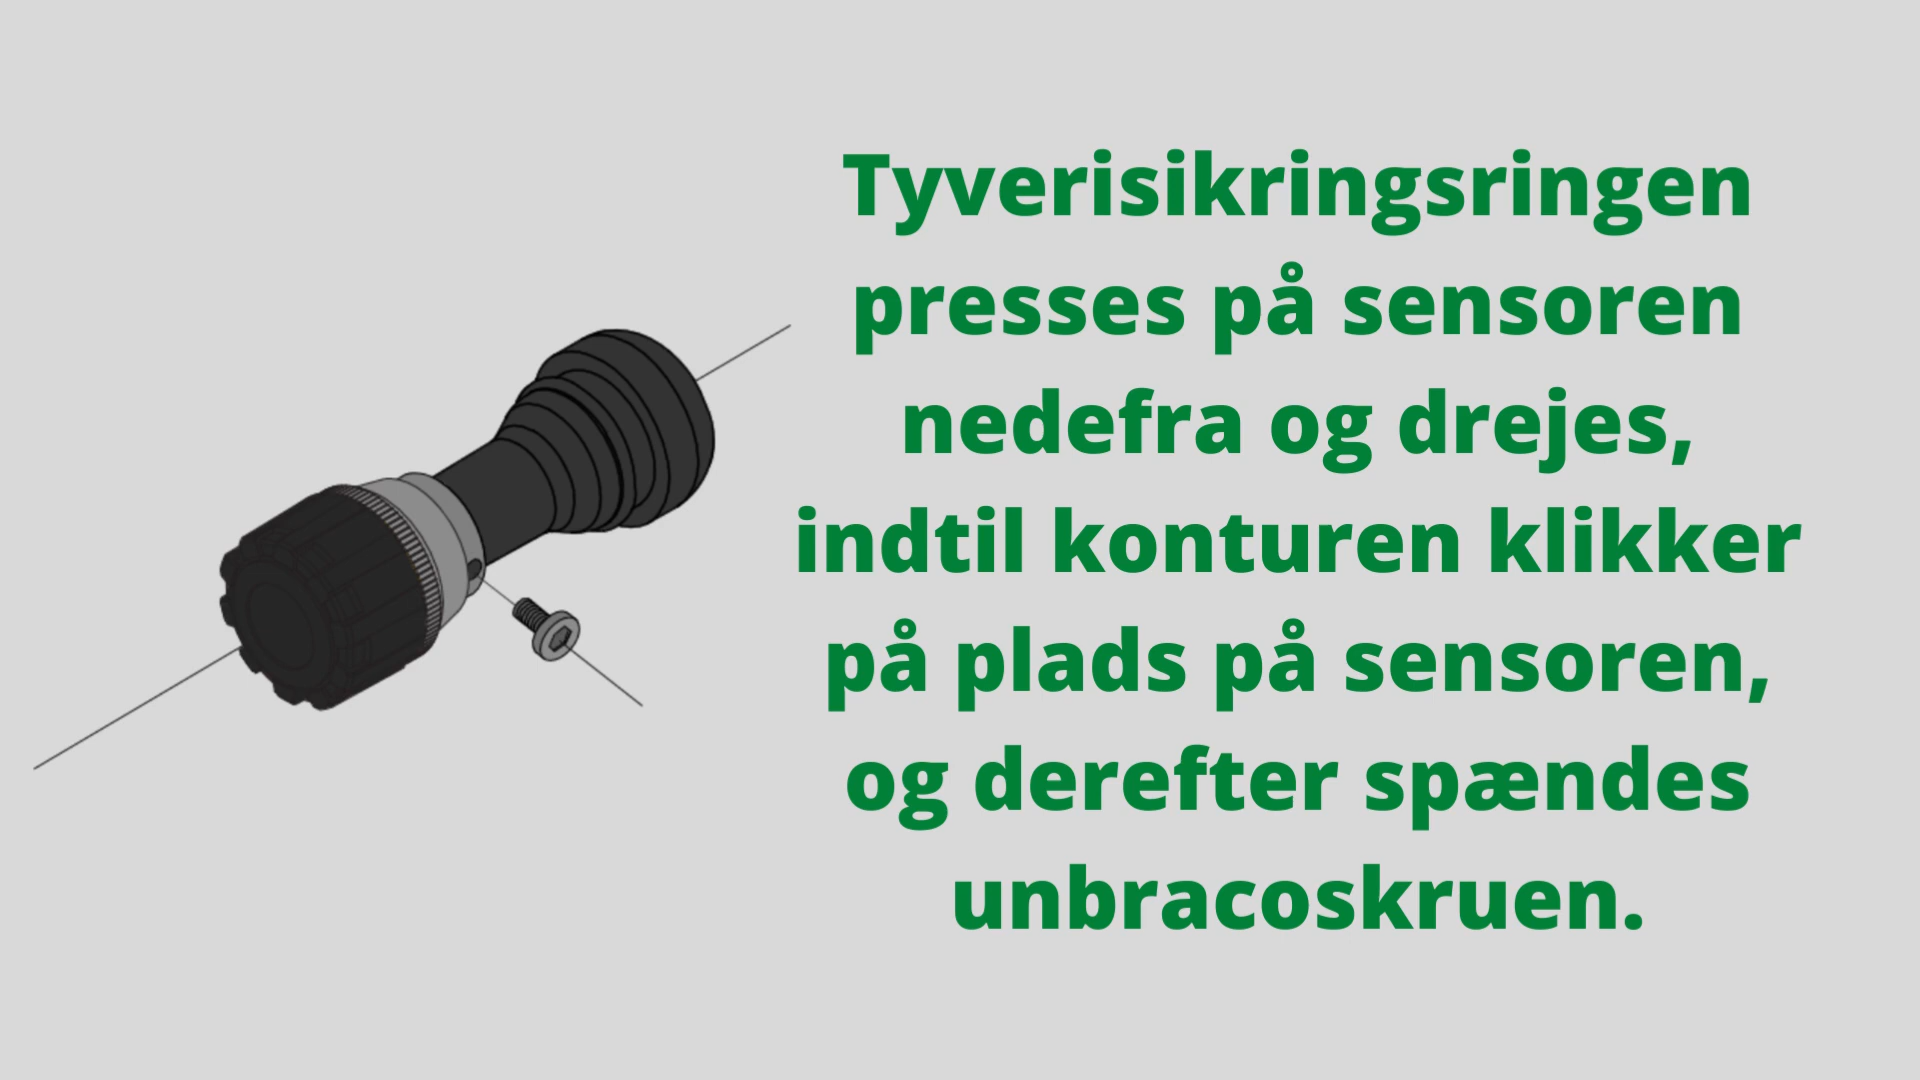 Tyverisikringsringen
presses på sensoren
nedefra og drejes,
indtil konturen klikker
på plads på sensoren,
og derefter spændes
unbracoskruen.